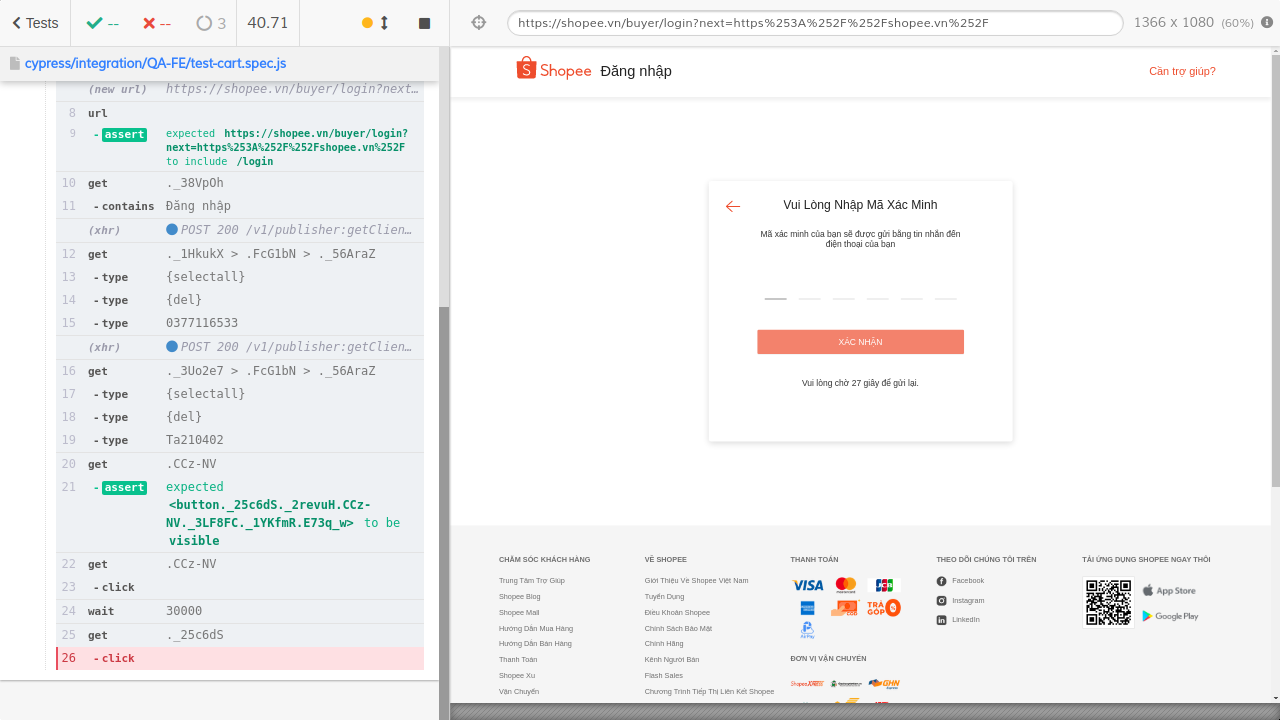 Tests
--
--
3
40.71
https://shopee.vn/buyer/login?next=https%253A%252F%252Fshopee.vn%252F
1366 x 1080 (60%)
cypress/integration/QA-FE/test-cart.spec.js
(new url) https://shopee.vn/buyer/login?next…
8 url
9 - assert expected https://shopee.vn/buyer/login?
next=https%253A%252F%252Fshopee.vn%252F
to include /login
10 get ._38VpOh
11 - contains Đăng nhập
(xhr) POST 200 /v1/publisher:getClien…
12 get ._1HkukX > .FcG1bN > ._56AraZ
13 - type {selectall}
14 - type {del}
15 - type 0377116533
(xhr) POST 200 /v1/publisher:getClien…
16 get ._3Uo2e7 > .FcG1bN > ._56AraZ
17 - type {selectall}
18 - type {del}
19 - type Ta210402
20 get .CCz-NV
21 - assert expected
<button._25c6dS._2revuH.CCz-
NV._3LF8FC._1YKfmR.E73q_w> to be
visible
22 get .CCz-NV
23 - click
24 wait 30000
25 get ._25c6dS
26 - click
Shopee Đăng nhập
Cần trợ giúp?
Vui Lòng Nhập Mã Xác Minh
Mã xác minh của bạn sẽ được gửi bằng tin nhắn đến
điện thoại của bạn
XÁC NHẬN
Vui lòng chờ 27 giây để gửi lại.
CHĂM SÓC KHÁCH HÀNG
Trung Tâm Trợ Giúp
Shopee Blog
Shopee Mall
Hướng Dẫn Mua Hàng
Hướng Dẫn Bán Hàng
Thanh Toán
Shopee Xu
Vận Chuyển
VỀ SHOPEE
Giới Thiệu Về Shopee Việt Nam
Tuyển Dụng
Điều Khoản Shopee
Chính Sách Bảo Mật
Chính Hãng
Kênh Người Bán
Flash Sales
Chương Trình Tiếp Thị Liên Kết Shopee
THANH TOÁN
VISA
mastercard
JCB
COD
TRẢ GÓP 0
ĐƠN VỊ VẬN CHUYỂN
Shopee XPRESS
GHN
Express
THEO DÕI CHÚNG TÔI TRÊN
Facebook
Instagram
LinkedIn
TẢI ỨNG DỤNG SHOPEE NGAY THÔI
App Store
Google Play